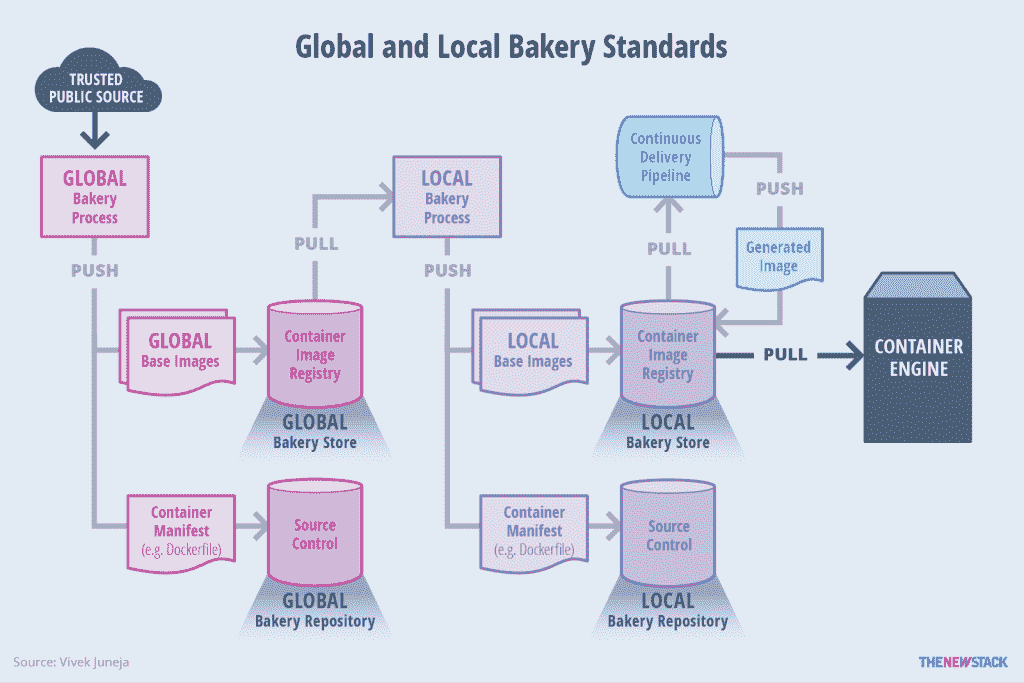 Global and Local Bakery Standards
TRUSTED
PUBLIC SOURCE
GLOBAL
Bakery
Process
PUSH
GLOBAL
Base Images
Container
Image
Registry
GLOBAL
Bakery Store
Container
Manifest
(e.g. Dockerfile)
Source
Control
GLOBAL
Bakery Repository
PULL
LOCAL
Bakery
Process
PUSH
LOCAL
Base Images
Container
Image
Registry
LOCAL
Bakery Store
Container
Manifest
(e.g. Dockerfile)
Source
Control
LOCAL
Bakery Repository
PULL
Continuous
Delivery
Pipeline
PUSH
Generated
Image
PULL
CONTAINER
ENGINE
Source: Vivek Juneja
THENEWSTACK